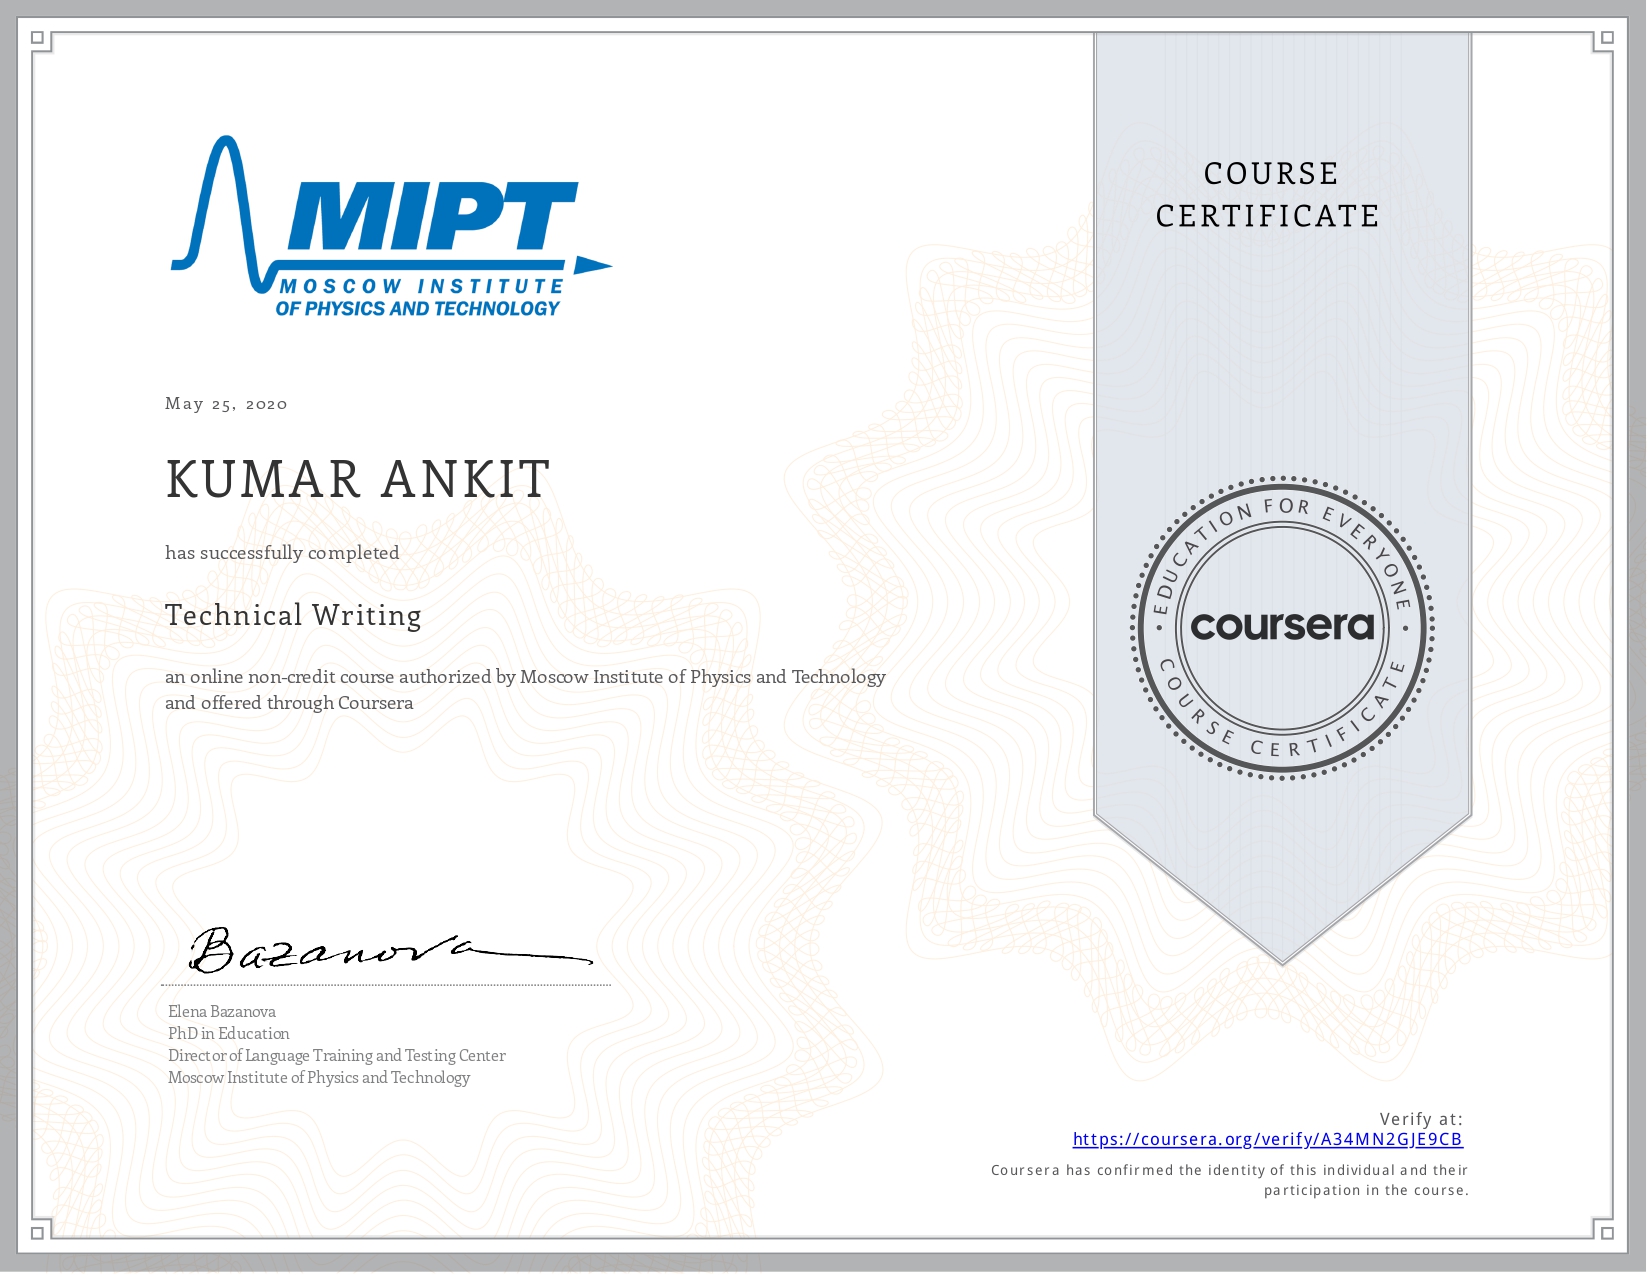 MIPT
MOSCOW INSTITUTE
OF PHYSICS AND TECHNOLOGY
COURSE
CERTIFICATE
May 25, 2020
KUMAR ANKIT
has successfully completed
Technical Writing
an online non-credit course authorized by Moscow Institute of Physics and Technology
and offered through Coursera
EDUCATION FOR EVERYONE
coursera
COURSE CERTIFICATE
Bazanova
Elena Bazanova
PhD in Education
Director of Language Training and Testing Center
Moscow Institute of Physics and Technology
Verify at:
https://coursera.org/verify/A34MN2GJE9CB
Coursera has confirmed the identity of this individual and their
participation in the course.